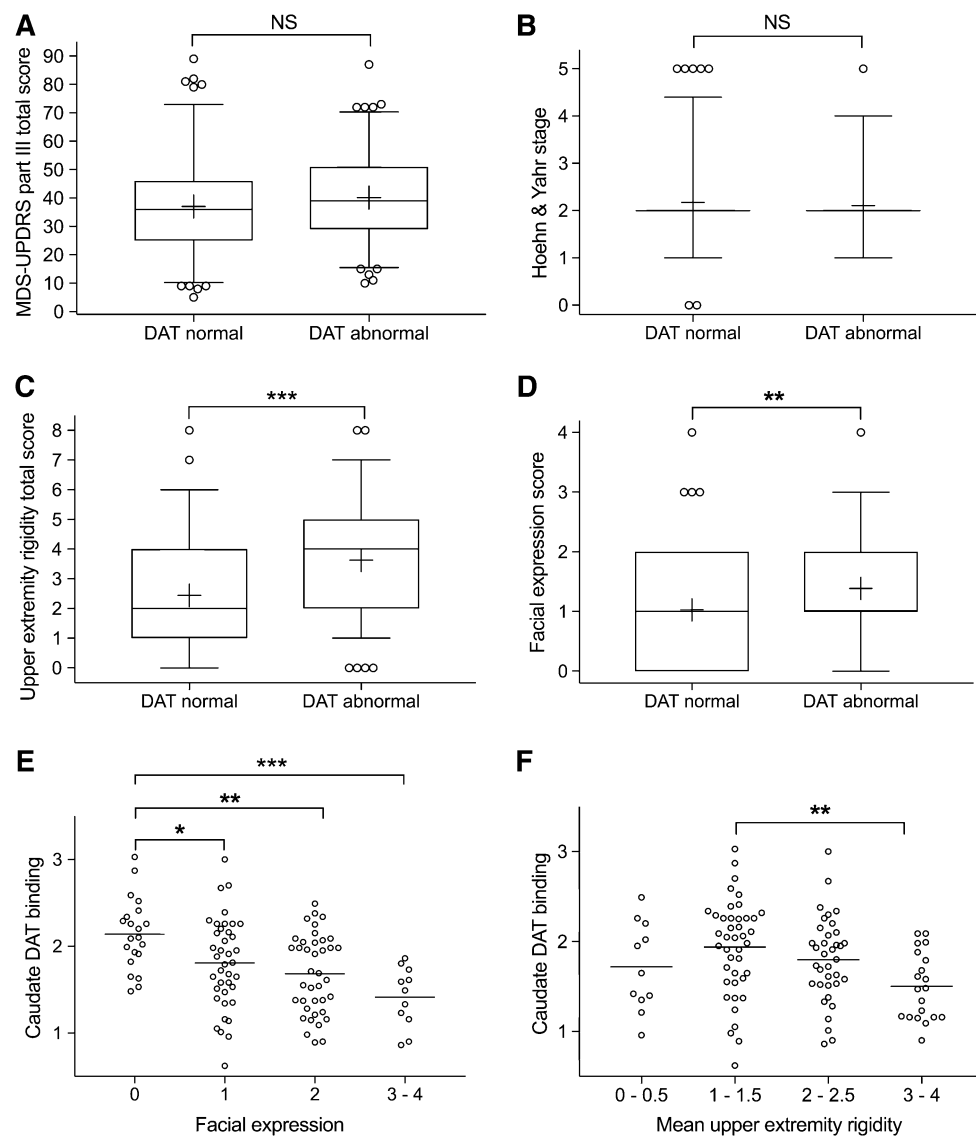 A
NS
MDS-UPDRS part III total score
90
80
70
60
50
40
30
20
10
0
DAT normal
DAT abnormal
B
NS
Hoehn & Yahr stage
5
4
3
2
1
0
DAT normal
DAT abnormal
C
***
Upper extremity rigidity total score
8
7
6
5
4
3
2
1
0
DAT normal
DAT abnormal
D
**
Facial expression score
4
3
2
1
0
DAT normal
DAT abnormal
E
***
**
*
Caudate DAT binding
3
2
1
0
1
2
3 - 4
Facial expression
F
**
Caudate DAT binding
3
2
1
0 - 0.5
1 - 1.5
2 - 2.5
3 - 4
Mean upper extremity rigidity